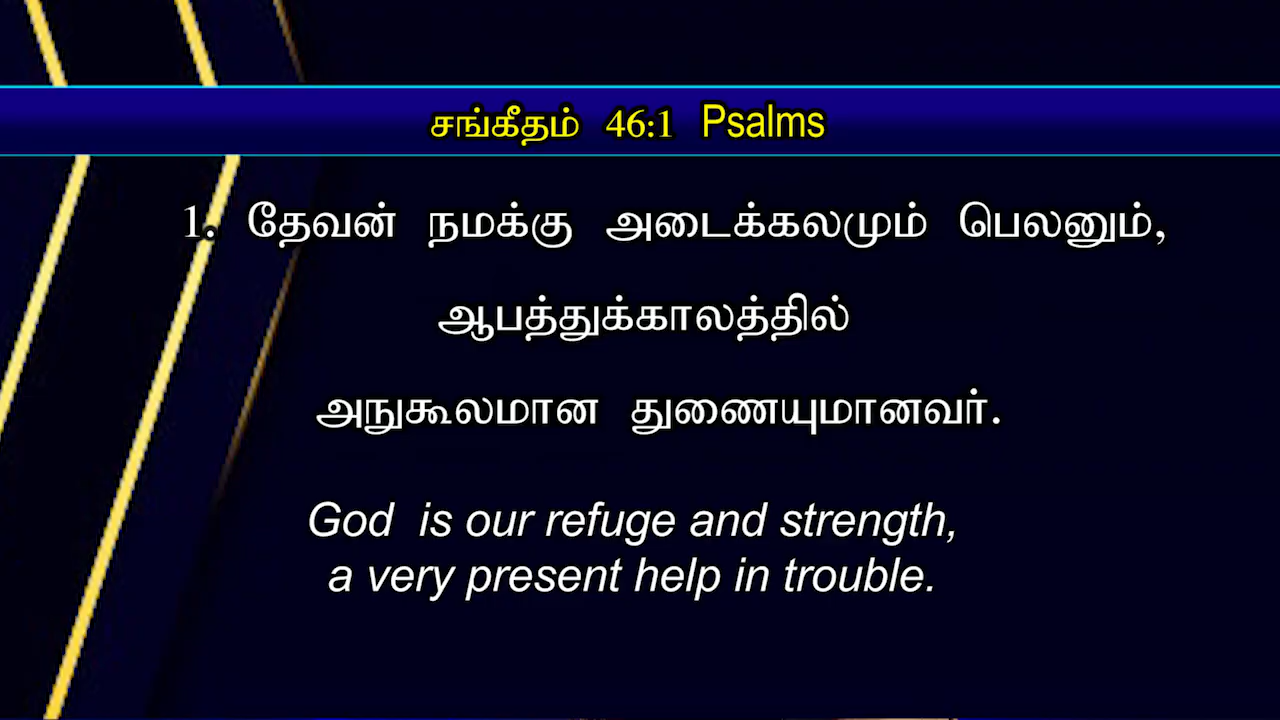 சங்கீதம் 46:1 Psalms
1. தேவன் நமக்கு அடைக்கலமும் பெலனும்,
ஆபத்துக்காலத்தில்
அநுகூலமான துணையுமானவர்.
God is our refuge and strength,
a very present help in trouble.